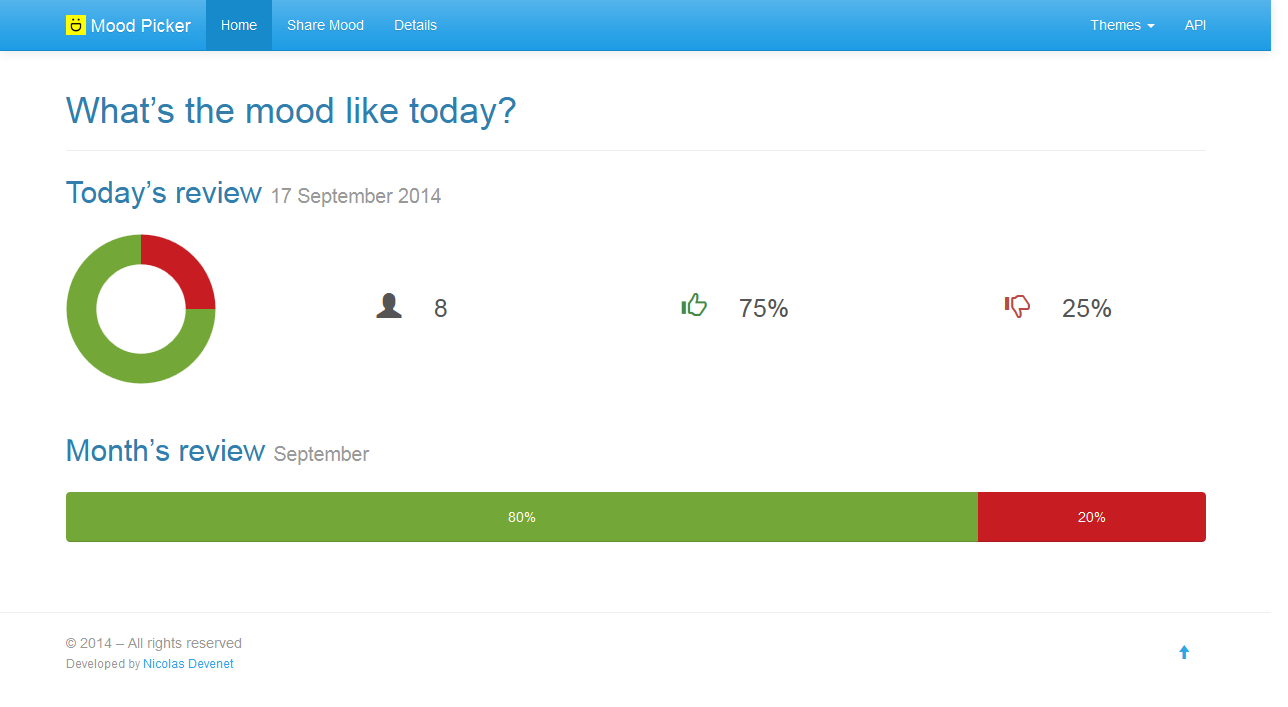 Mood Picker Home Share Mood Details Themes API
What’s the mood like today?
Today’s review 17 September 2014
8 75% 25%
Month’s review September
80% 20%
© 2014 – All rights reserved
Developed by Nicolas Devenet